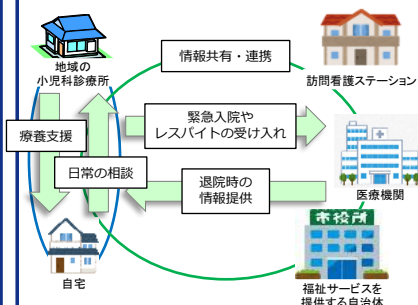 情報共有・連携
地域の
小児科診療所
訪問看護ステーション
緊急入院や
レスパイトの受け入れ
療養支援
日常の相談
退院時の
情報提供
医療機関
市役所
自宅
福祉サービスを
提供する自治体